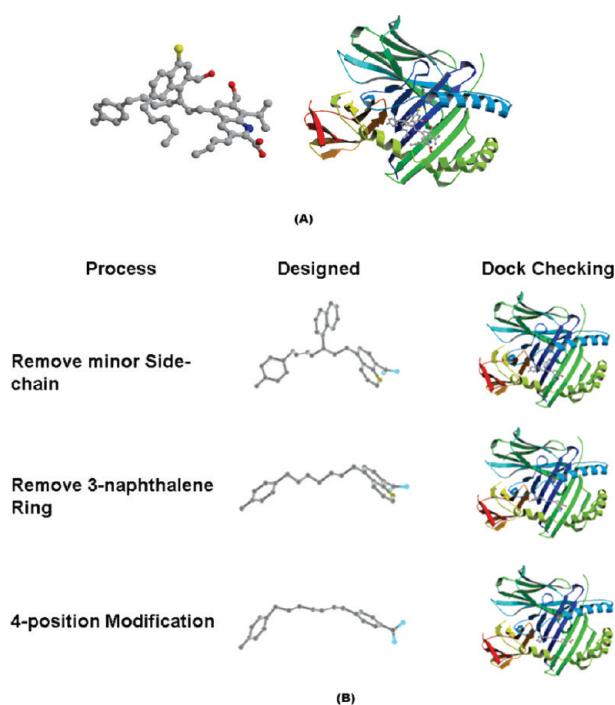 (A)
Process Designed Dock Checking
Remove minor Side-
chain
Remove 3-naphthalene
Ring
4-position Modification
(B)